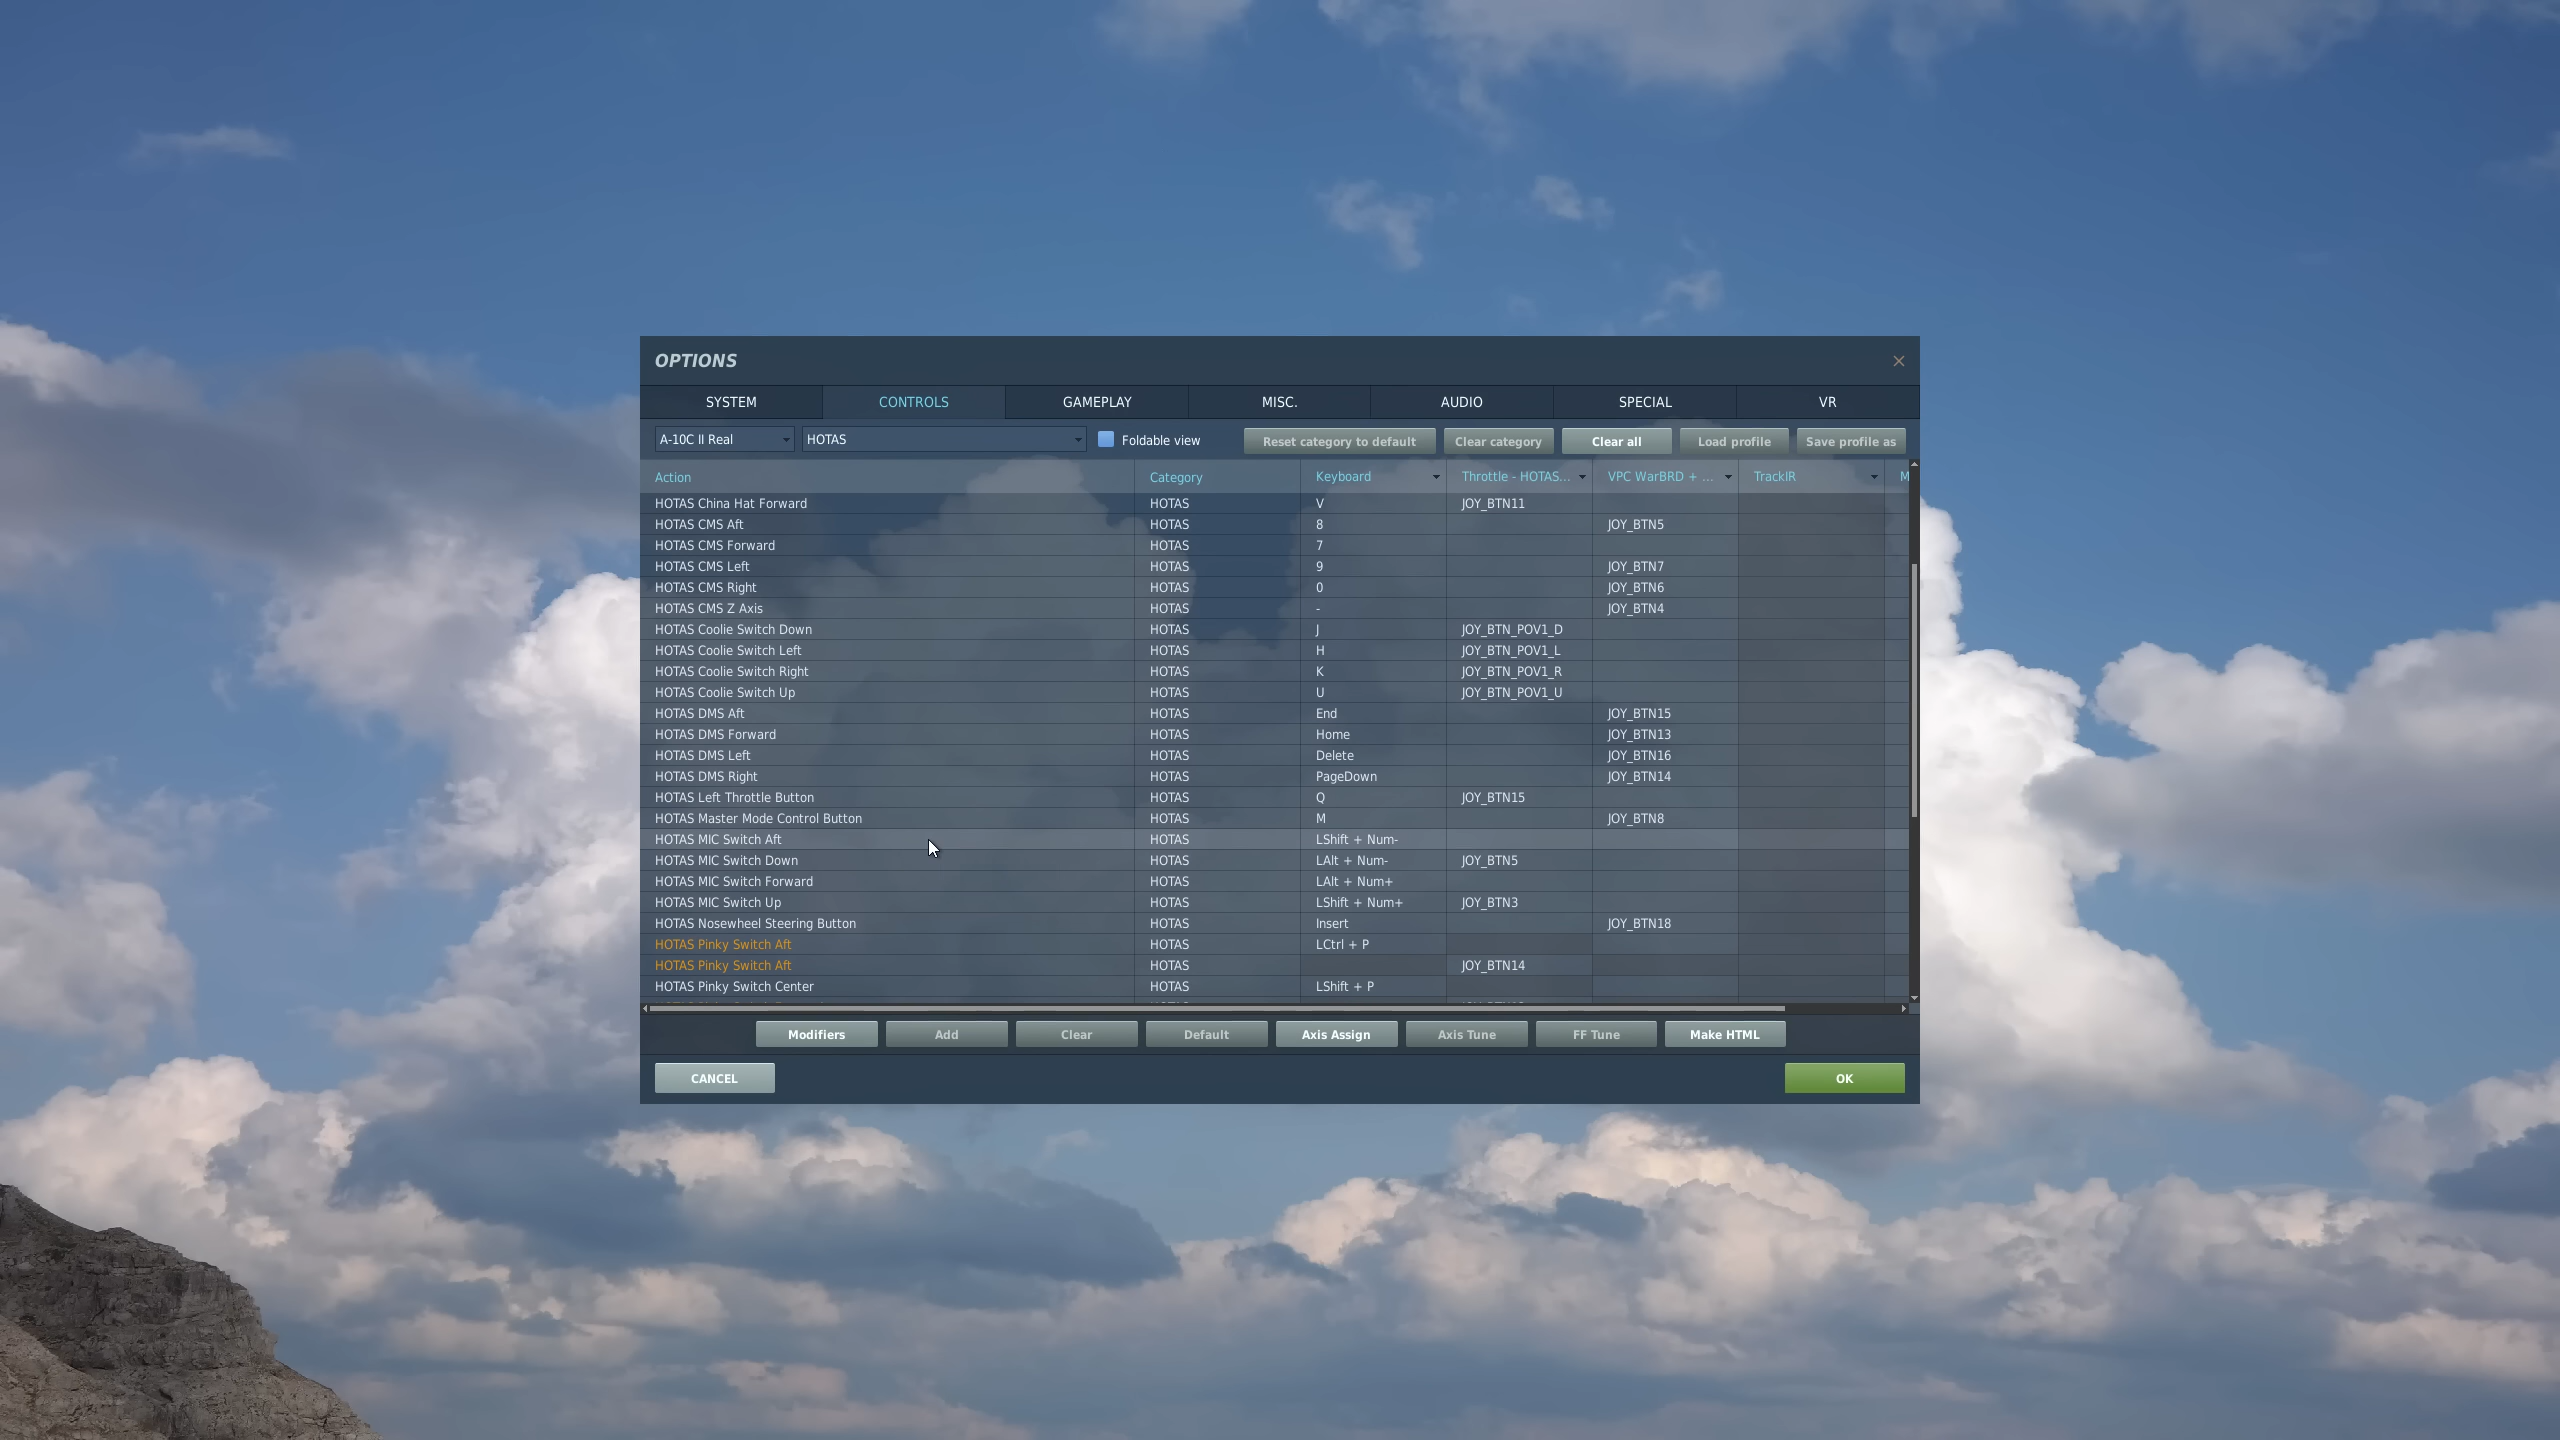 OPTIONS ×
SYSTEM CONTROLS GAMEPLAY MISC. AUDIO SPECIAL VR
A-10C II Real HOTAS Foldable view Reset category to default Clear category Clear all Load profile Save profile as
Action Category Keyboard Throttle - HOTAS... VPC WarBRD + ... TrackIR M
HOTAS China Hat Forward HOTAS V JOY_BTN11
HOTAS CMS Aft HOTAS 8 JOY_BTN5
HOTAS CMS Forward HOTAS 7
HOTAS CMS Left HOTAS 9 JOY_BTN7
HOTAS CMS Right HOTAS 0 JOY_BTN6
HOTAS CMS Z Axis HOTAS - JOY_BTN4
HOTAS Coolie Switch Down HOTAS J JOY_BTN_POV1_D
HOTAS Coolie Switch Left HOTAS H JOY_BTN_POV1_L
HOTAS Coolie Switch Right HOTAS K JOY_BTN_POV1_R
HOTAS Coolie Switch Up HOTAS U JOY_BTN_POV1_U
HOTAS DMS Aft HOTAS End JOY_BTN15
HOTAS DMS Forward HOTAS Home JOY_BTN13
HOTAS DMS Left HOTAS Delete JOY_BTN16
HOTAS DMS Right HOTAS PageDown JOY_BTN14
HOTAS Left Throttle Button HOTAS Q JOY_BTN15
HOTAS Master Mode Control Button HOTAS M JOY_BTN8
HOTAS MIC Switch Aft HOTAS LShift + Num-
HOTAS MIC Switch Down HOTAS LAlt + Num- JOY_BTN5
HOTAS MIC Switch Forward HOTAS LAlt + Num+
HOTAS MIC Switch Up HOTAS LShift + Num+ JOY_BTN3
HOTAS Nosewheel Steering Button HOTAS Insert JOY_BTN18
HOTAS Pinky Switch Aft HOTAS LCtrl + P
HOTAS Pinky Switch Aft HOTAS JOY_BTN14
HOTAS Pinky Switch Center HOTAS LShift + P
Modifiers Add Clear Default Axis Assign Axis Tune FF Tune Make HTML
CANCEL OK